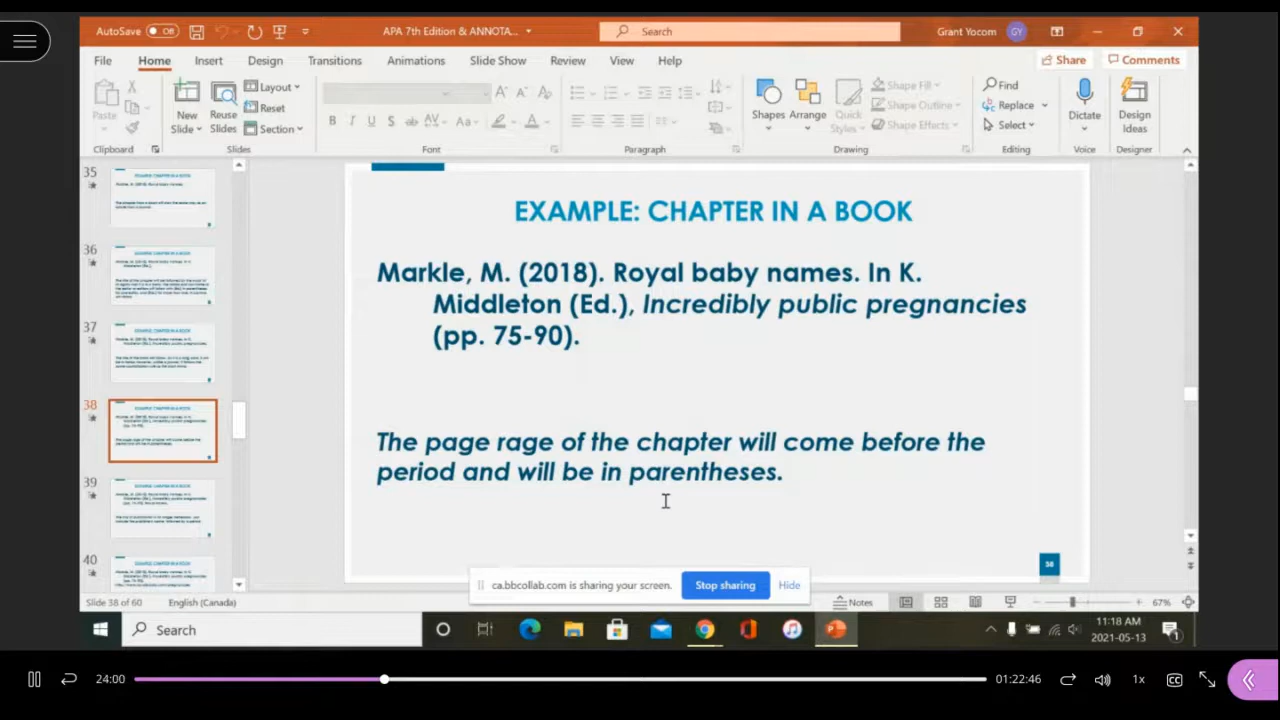 AutoSave Off
APA 7th Edition & ANNOTA...
Search
Grant Yocom GY
File Home Insert Design Transitions Animations Slide Show Review View Help Share Comments
Paste
New Slide
Reuse Slides
Layout
Reset
Section
Shapes
Arrange
Quick Styles
Shape Fill
Shape Outline
Shape Effects
Find
Replace
Select
Dictate
Design Ideas
Clipboard Slides Font Paragraph Drawing Editing Voice Designer
35
36
37
38
39
40
EXAMPLE: CHAPTER IN A BOOK
Markle, M. (2018). Royal baby names. In K.
Middleton (Ed.), Incredibly public pregnancies
(pp. 75-90).
The page rage of the chapter will come before the
period and will be in parentheses.
38
ca.bbcollab.com is sharing your screen. Stop sharing Hide
Slide 38 of 60 English (Canada) Notes 67%
Search
11:18 AM
2021-05-13
1
24:00 01:22:46 1x CC